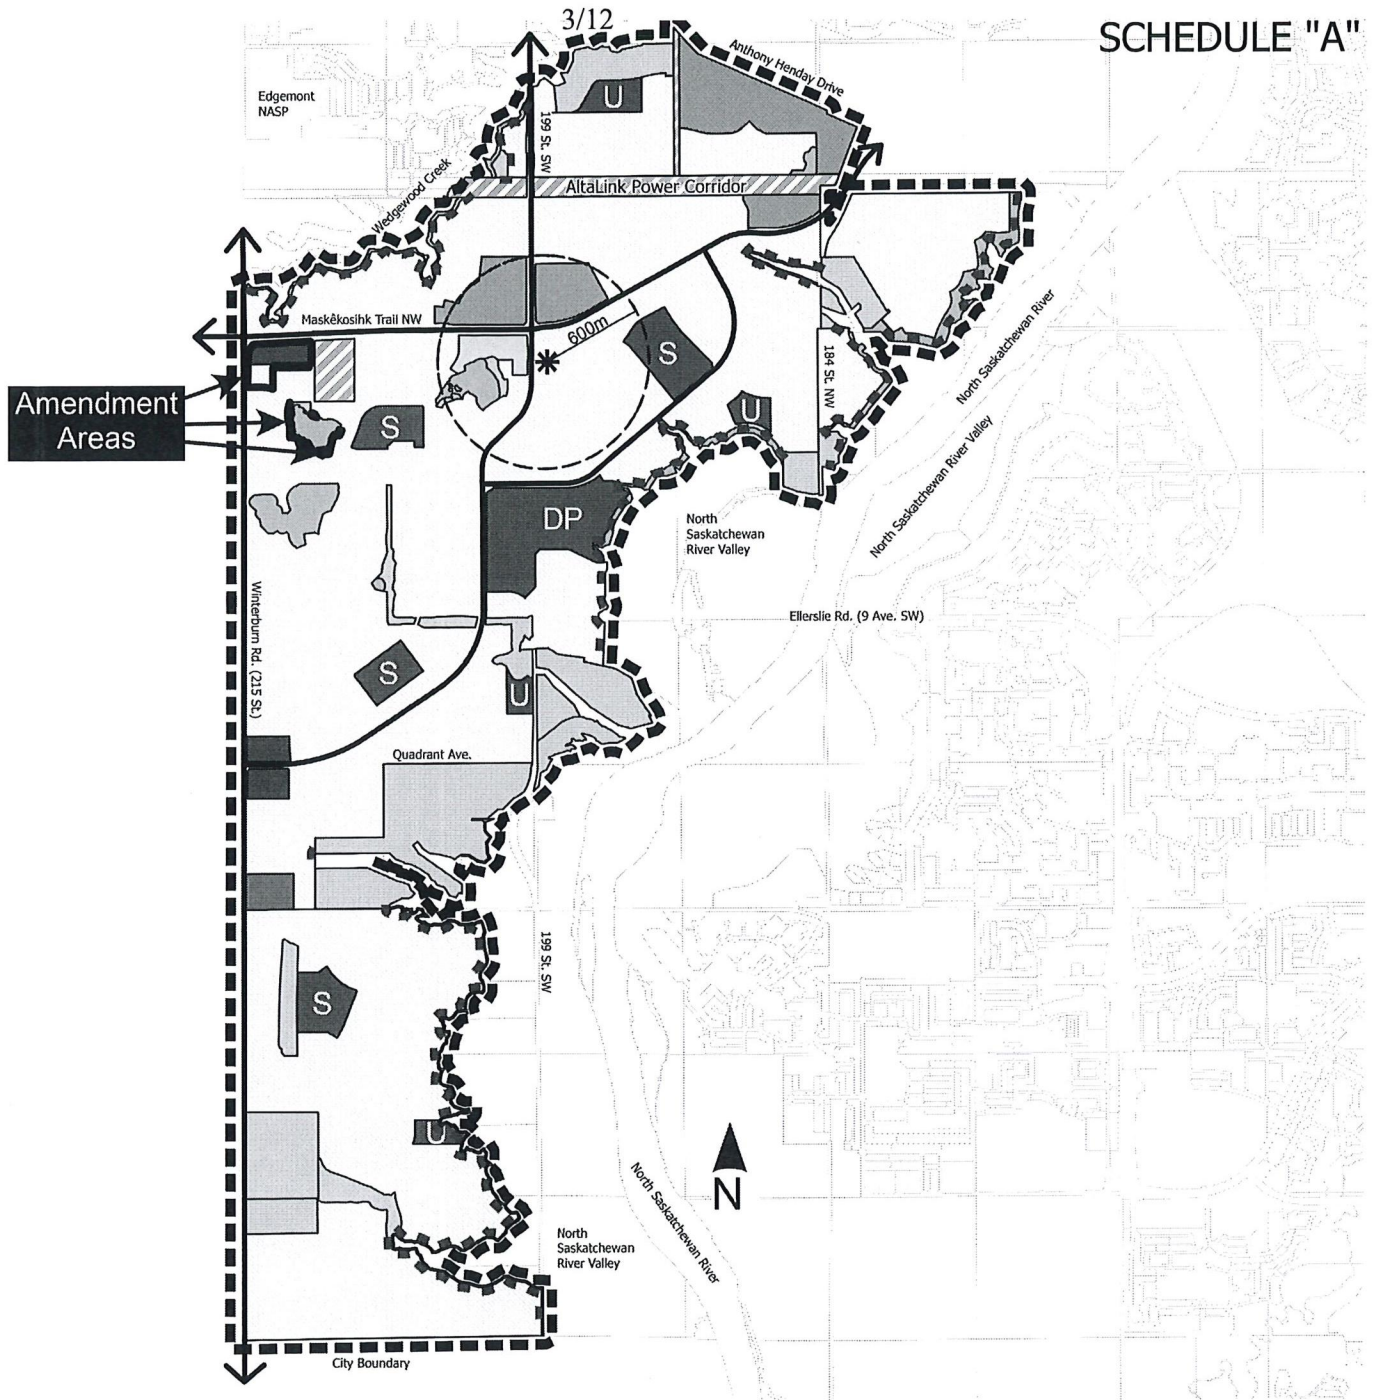 3/12
SCHEDULE "A"
Anthony Henday Drive
Edgemont
NASP
U
199 St. SW
Wedgewood Creek
AltaLink Power Corridor
Maskêkosihk Trail NW
600m
S
184 St. NW
North Saskatchewan River
Amendment
Areas
S
U
North Saskatchewan River Valley
DP
North
Saskatchewan
River Valley
Winterburn Rd. (215 St.)
Ellerslie Rd. (9 Ave. SW)
S
U
Quadrant Ave.
199 St. SW
S
U
N
North Saskatchewan River
North
Saskatchewan
River Valley
City Boundary